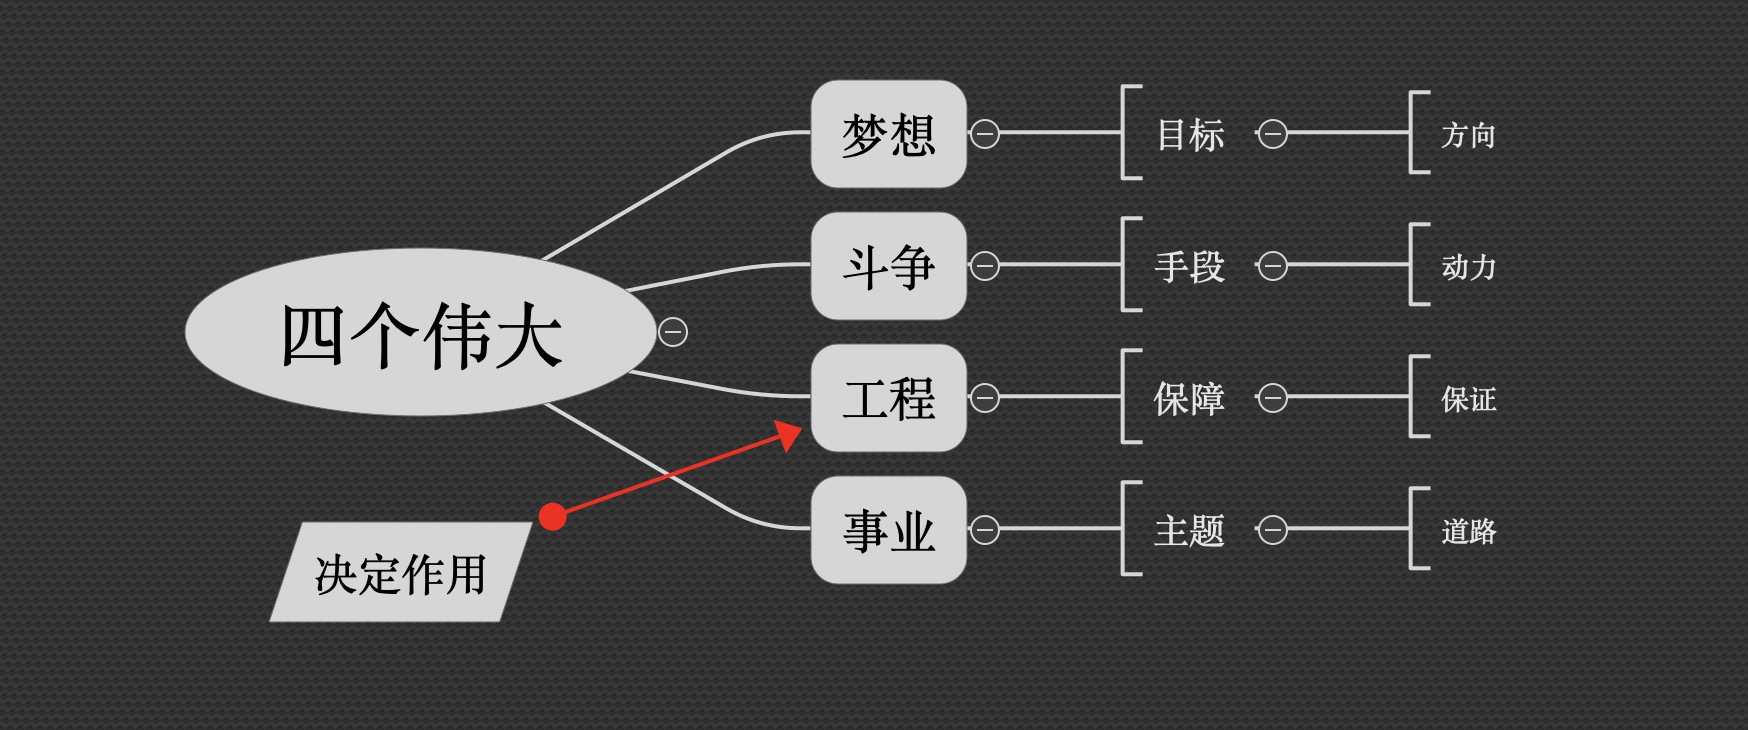 梦想 目标 方向
斗争 手段 动力
四个伟大
工程 保障 保证
事业 主题 道路
决定作用